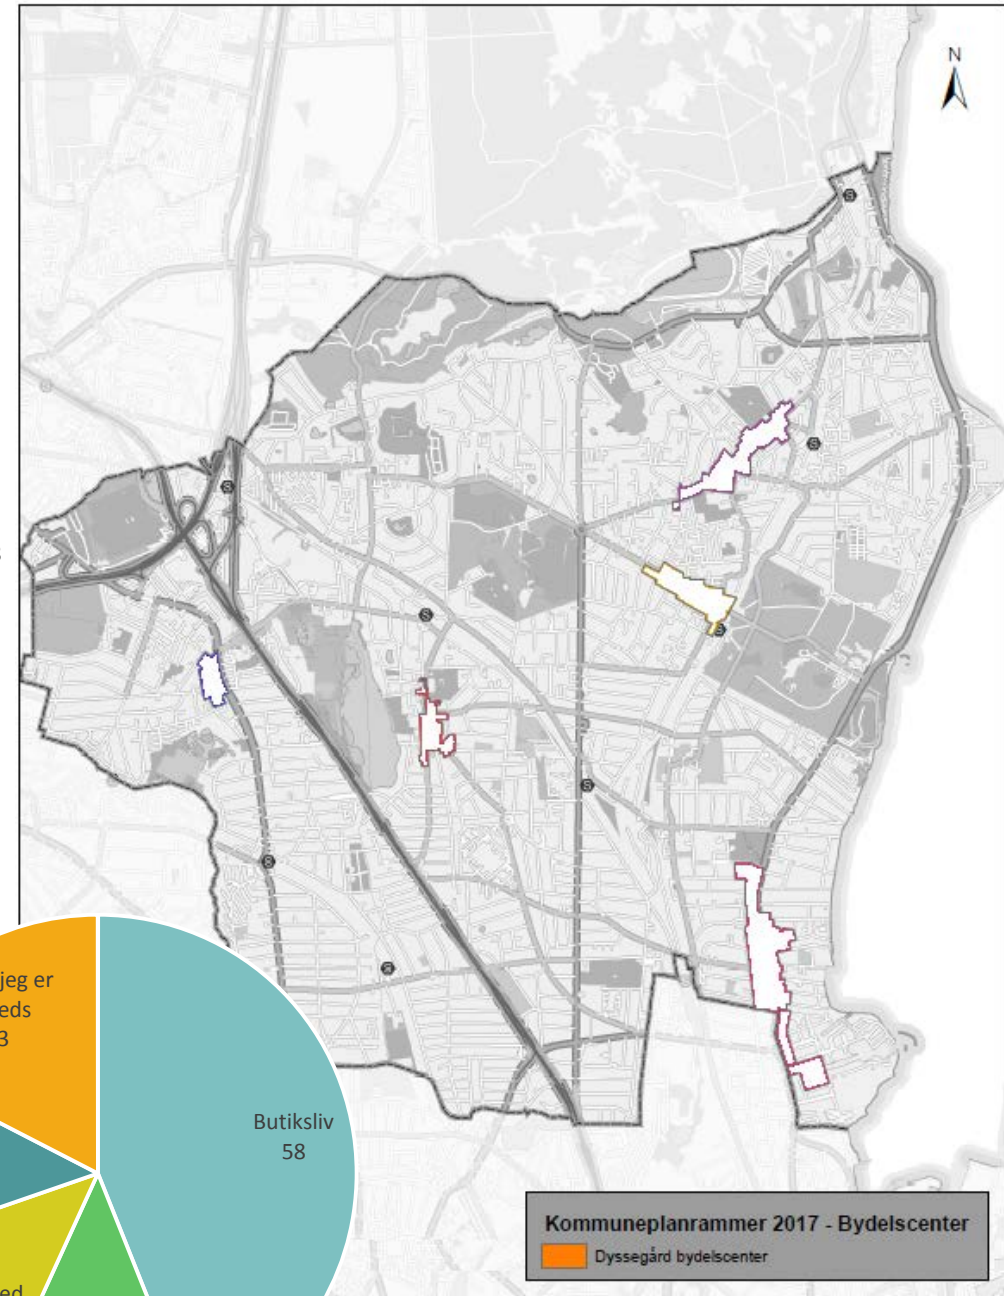 N
jeg er
eds
3
Butiksliv
58
ed
Kommuneplanrammer 2017 - Bydelscenter
Dyssegård bydelscenter